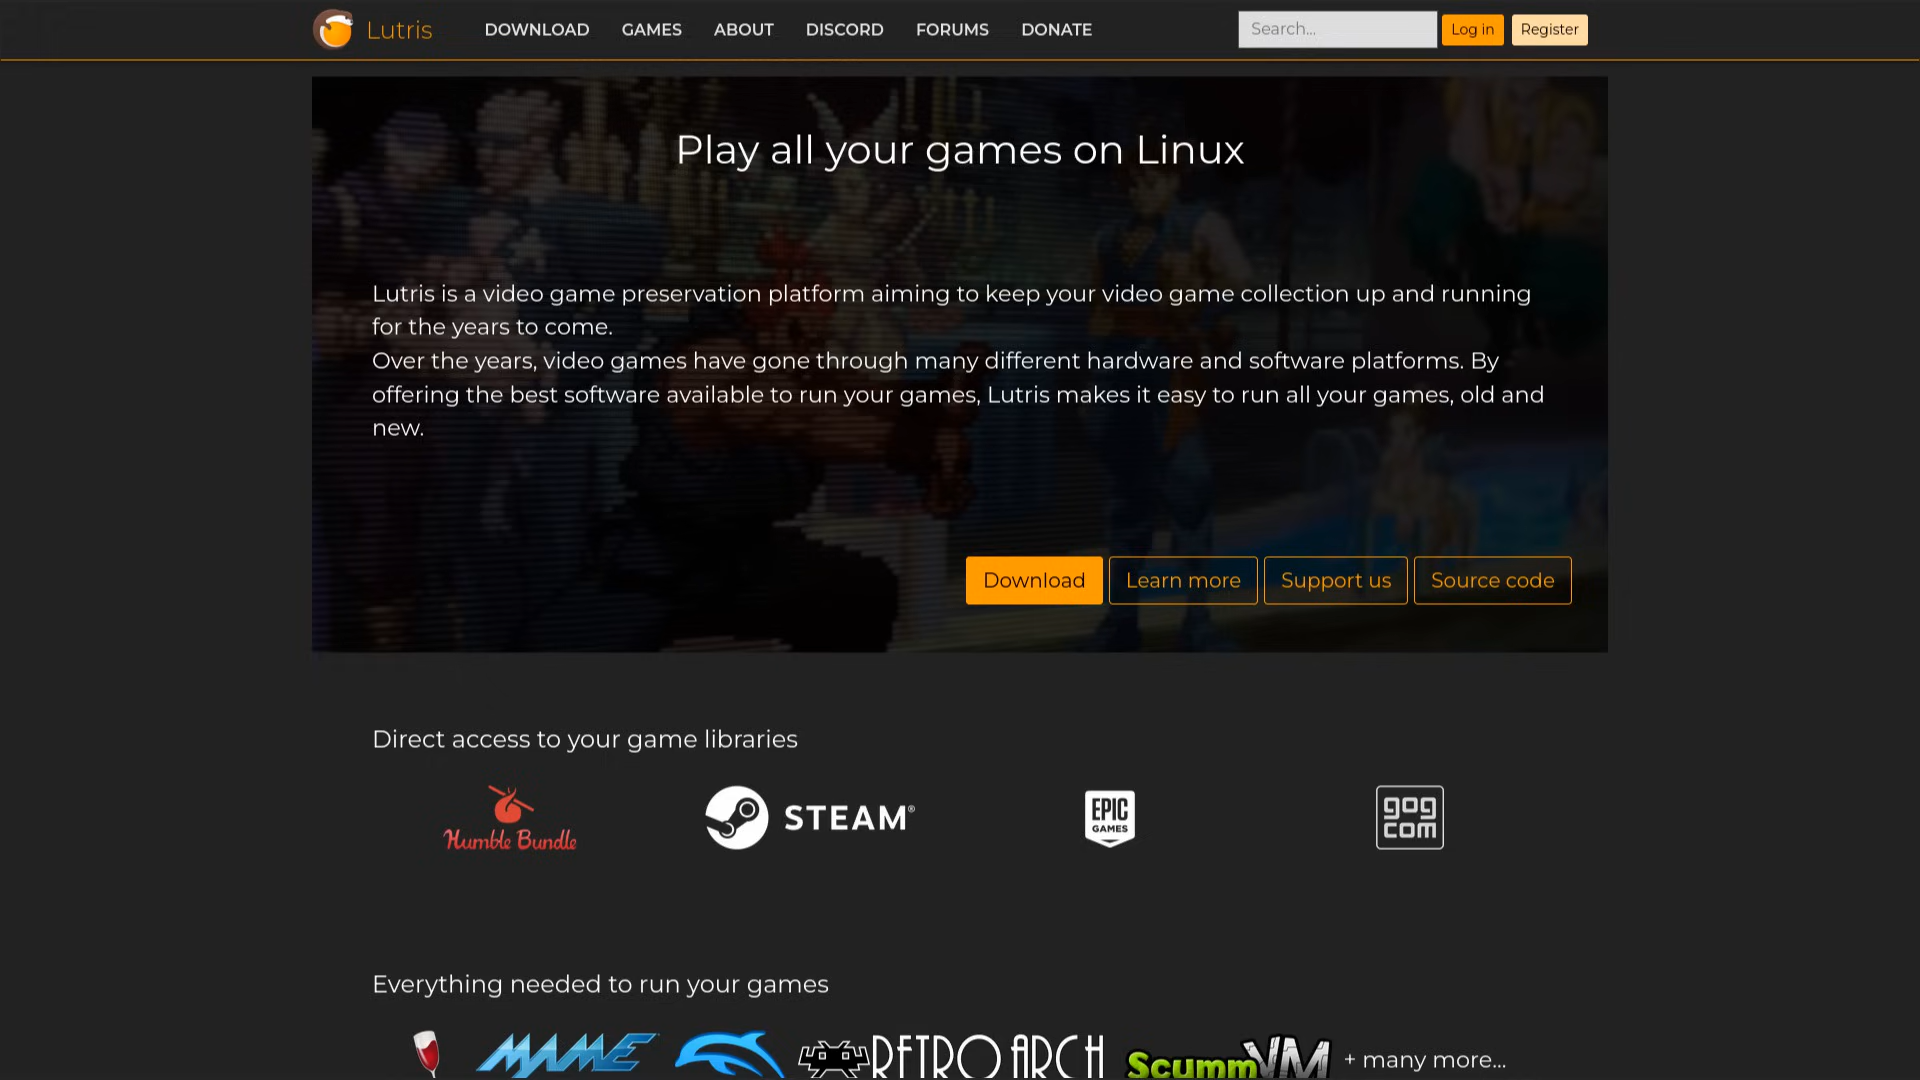 Lutris DOWNLOAD GAMES ABOUT DISCORD FORUMS DONATE Search... Log in Register
Play all your games on Linux
Lutris is a video game preservation platform aiming to keep your video game collection up and running
for the years to come.
Over the years, video games have gone through many different hardware and software platforms. By
offering the best software available to run your games, Lutris makes it easy to run all your games, old and
new.
Download Learn more Support us Source code
Direct access to your game libraries
Humble Bundle STEAM® EPIC GAMES gog com
Everything needed to run your games
MAME RETROARCH ScummVM + many more...